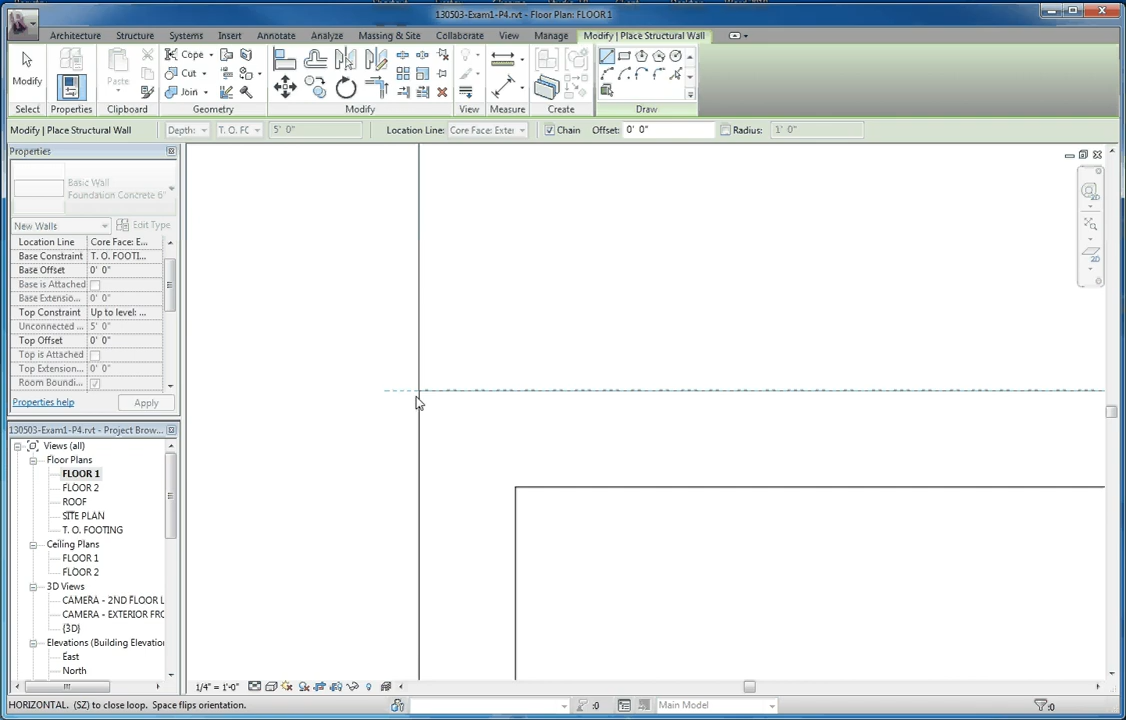 130503-Exam1-P4.rvt - Floor Plan: FLOOR 1
Architecture Structure Systems Insert Annotate Analyze Massing & Site Collaborate View Manage Modify | Place Structural Wall
Modify Paste Cope
Cut
Join
Select Properties Clipboard Geometry Modify View Measure Create Draw
Modify | Place Structural Wall Depth: T. O. FC 5' 0" Location Line: Core Face: Exter Chain Offset: 0' 0" Radius: 1' 0"
Properties
Basic Wall
Foundation Concrete 6"
New Walls Edit Type
Location Line Core Face: E...
Base Constraint T. O. FOOTI...
Base Offset 0' 0"
Base is Attached
Base Extensio... 0' 0"
Top Constraint Up to level: ...
Unconnected ... 5' 0"
Top Offset 0' 0"
Top is Attached
Top Extension... 0' 0"
Room Boundi...
Properties help Apply
130503-Exam1-P4.rvt - Project Brow...
Views (all)
Floor Plans
FLOOR 1
FLOOR 2
ROOF
SITE PLAN
T. O. FOOTING
Ceiling Plans
FLOOR 1
FLOOR 2
3D Views
CAMERA - 2ND FLOOR L
CAMERA - EXTERIOR FRO
{3D}
Elevations (Building Elevation
East
North
1/4" = 1'-0"
HORIZONTAL. (SZ) to close loop. Space flips orientation. :0 Main Model :0
2D
2D